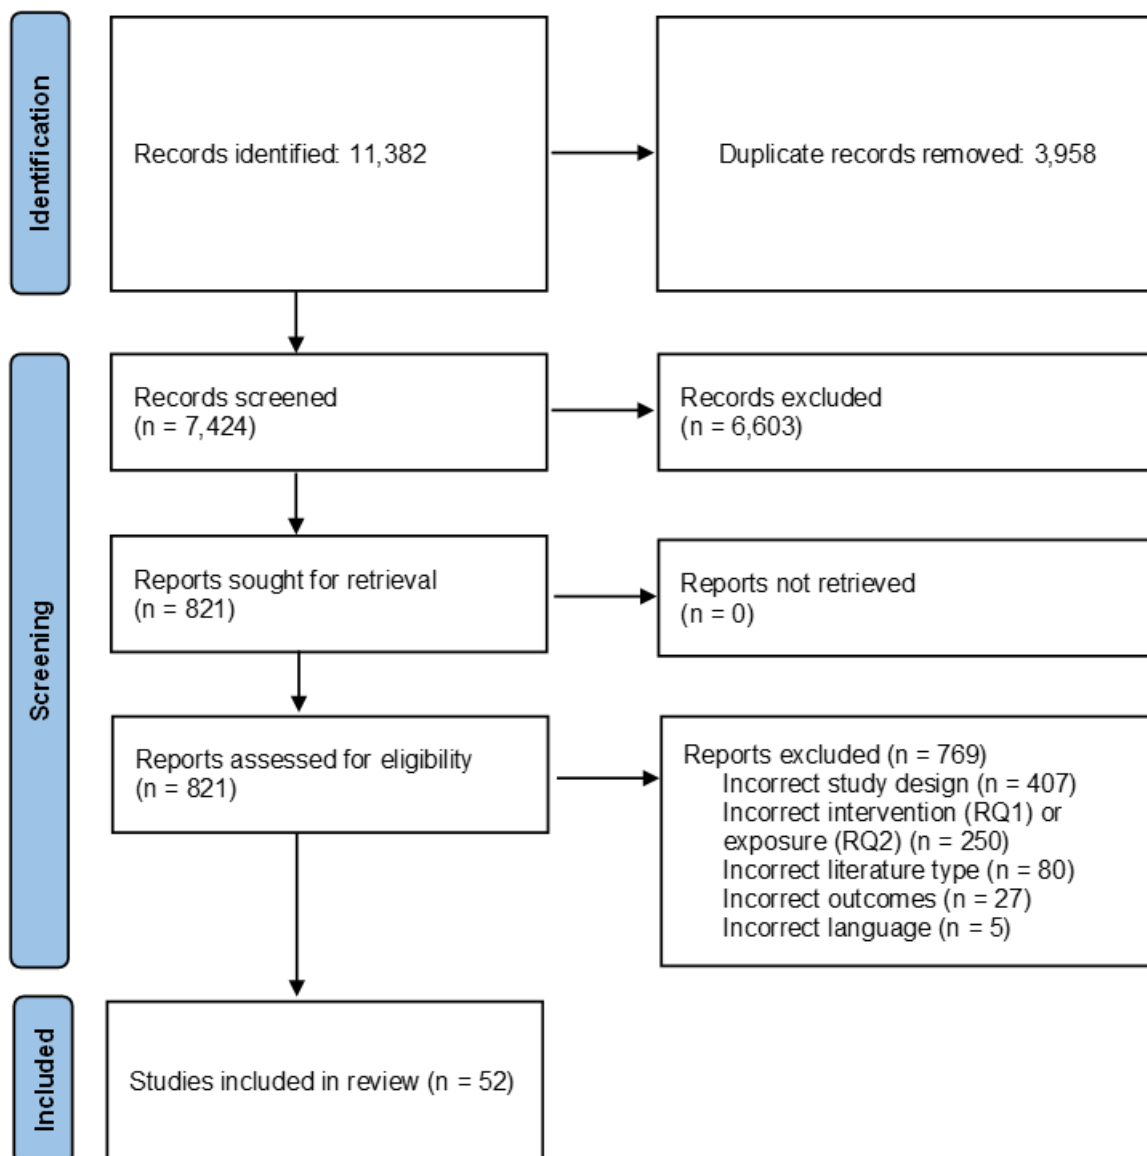 Identification
Records identified: 11,382
Duplicate records removed: 3,958
Screening
Records screened
(n = 7,424)
Records excluded
(n = 6,603)
Reports sought for retrieval
(n = 821)
Reports not retrieved
(n = 0)
Reports assessed for eligibility
(n = 821)
Reports excluded (n = 769)
Incorrect study design (n = 407)
Incorrect intervention (RQ1) or
exposure (RQ2) (n = 250)
Incorrect literature type (n = 80)
Incorrect outcomes (n = 27)
Incorrect language (n = 5)
Included
Studies included in review (n = 52)